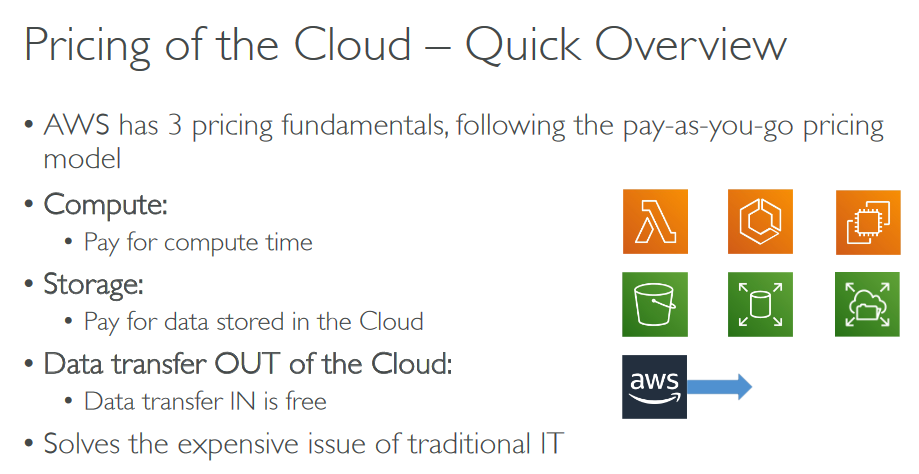 Pricing of the Cloud – Quick Overview
• AWS has 3 pricing fundamentals, following the pay-as-you-go pricing
model
• Compute:
• Pay for compute time
• Storage:
• Pay for data stored in the Cloud
• Data transfer OUT of the Cloud:
• Data transfer IN is free
aws
• Solves the expensive issue of traditional IT